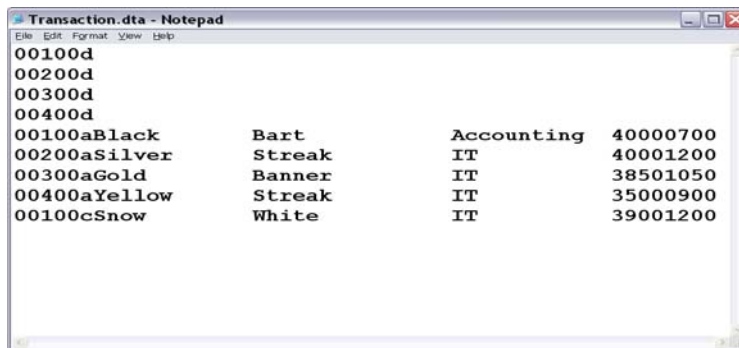 Transaction.dta - Notepad
File Edit Format View Help
00100d
00200d
00300d
00400d
00100aBlack Bart Accounting 40000700
00200aSilver Streak IT 40001200
00300aGold Banner IT 38501050
00400aYellow Streak IT 35000900
00100cSnow White IT 39001200